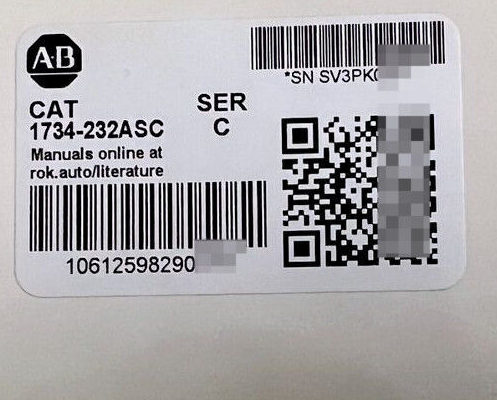 AB
*SN SV3PK
CAT
1734-232ASC
SER
C
Manuals online at
rok.auto/literature
10612598290